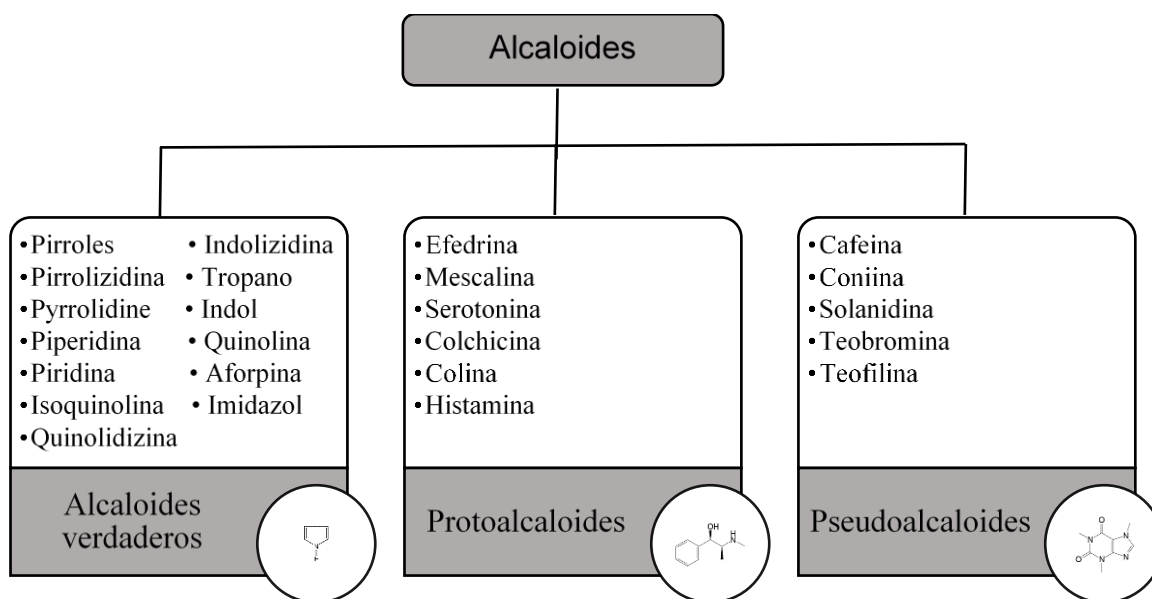 Alcaloides
•Pirroles
•Pirrolizidina
•Pyrrolidine
•Piperidina
•Piridina
•Isoquinolina
•Quinolidizina
• Indolizidina
• Tropano
• Indol
• Quinolina
• Aforpina
• Imidazol
Alcaloides
verdaderos
•Efedrina
•Mescalina
•Serotonina
•Colchicina
•Colina
•Histamina
Protoalcaloides
OH
H
N
•Cafeina
•Coniina
•Solanidina
•Teobromina
•Teofilina
Pseudoalcaloides
O
N
N
O
N
N